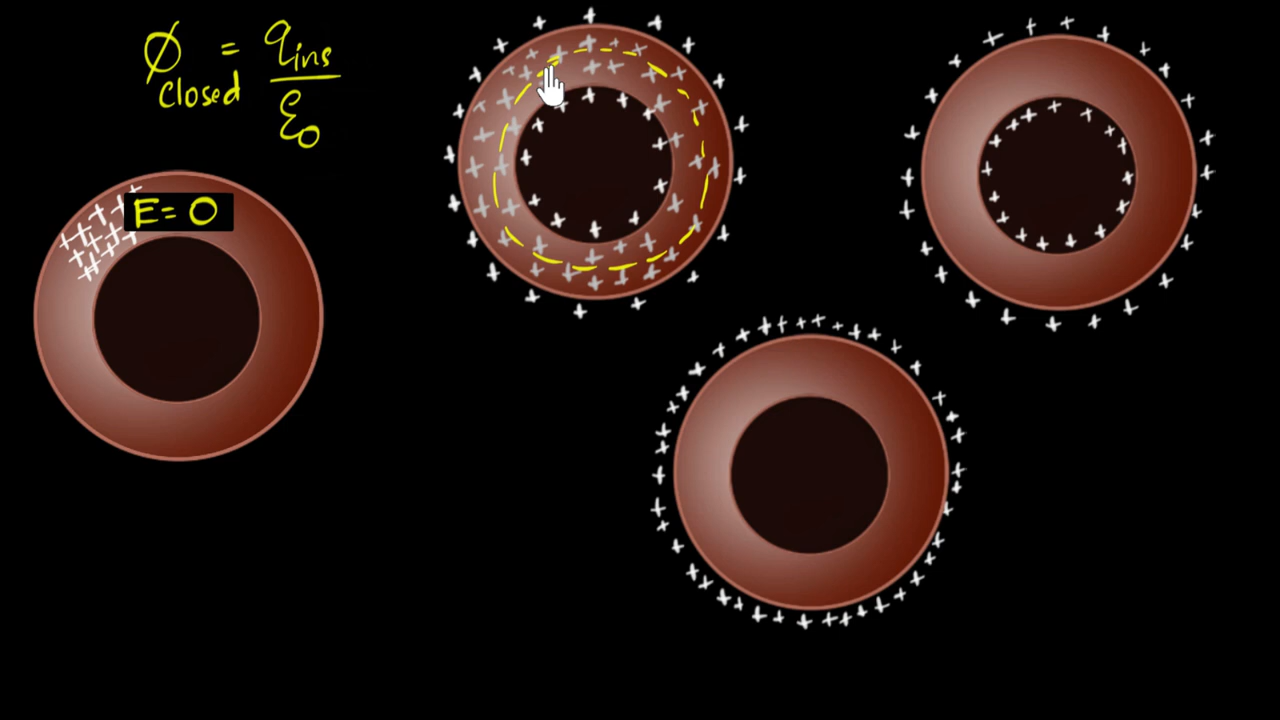 Φ closed = qins / ε0
E = 0